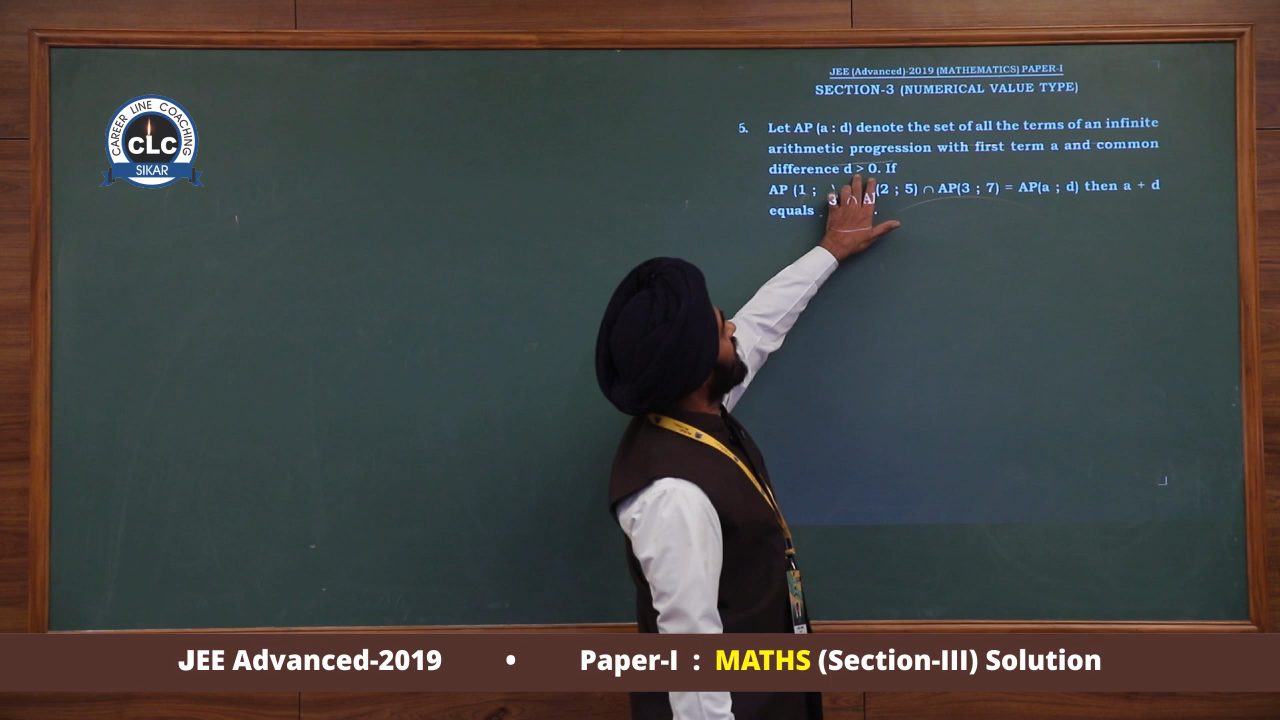 JEE (Advanced)-2019 (MATHEMATICS) PAPER-I
SECTION-3 (NUMERICAL VALUE TYPE)
5. Let AP (a : d) denote the set of all the terms of an infinite
arithmetic progression with first term a and common
difference d > 0. If
AP (1 ; 3) ∩ AP (2 ; 5) ∩ AP(3 ; 7) = AP(a ; d) then a + d
equals
CAREER LINE COACHING
CLC
SIKAR
JEE Advanced-2019 • Paper-I : MATHS (Section-III) Solution